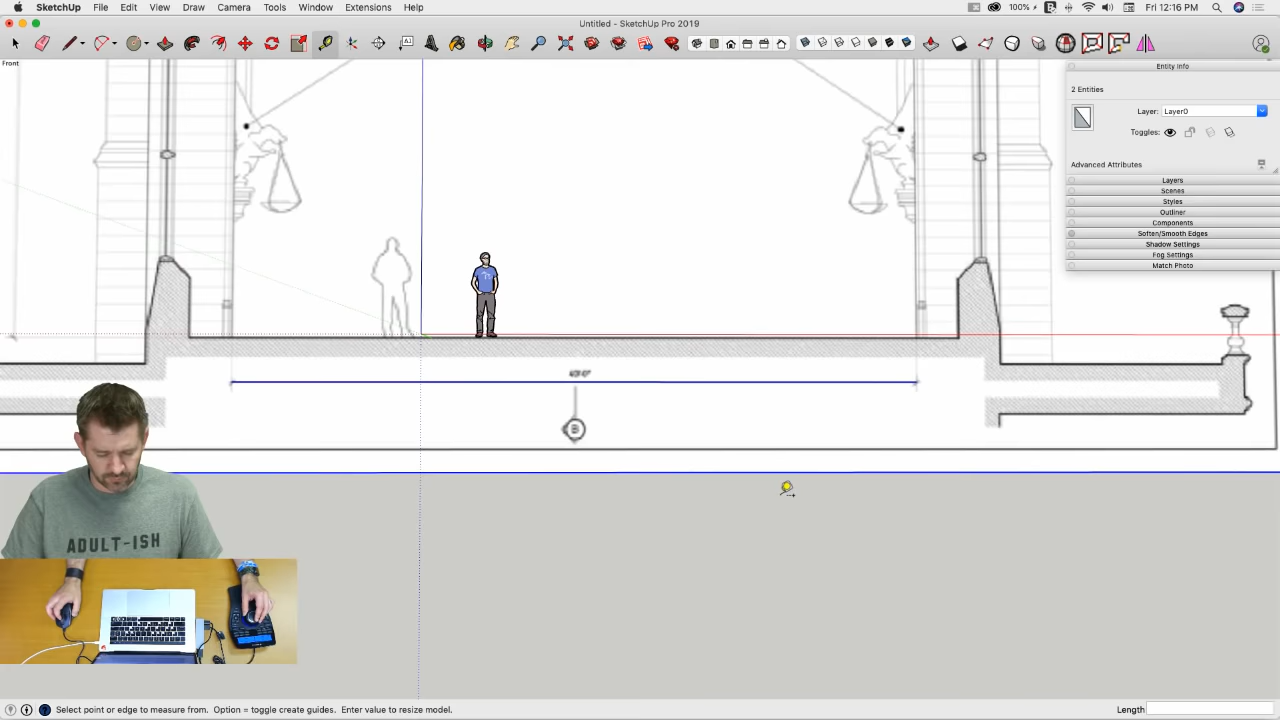 SketchUp File Edit View Draw Camera Tools Window Extensions Help
100% Fri 12:16 PM
Untitled - SketchUp Pro 2019
Front
Entity Info
2 Entities
Layer: Layer0
Toggles:
Advanced Attributes
Layers
Scenes
Styles
Outliner
Components
Soften/Smooth Edges
Shadow Settings
Fog Settings
Match Photo
B
ADULT-ISH
Select point or edge to measure from. Option = toggle create guides. Enter value to resize model.
Length